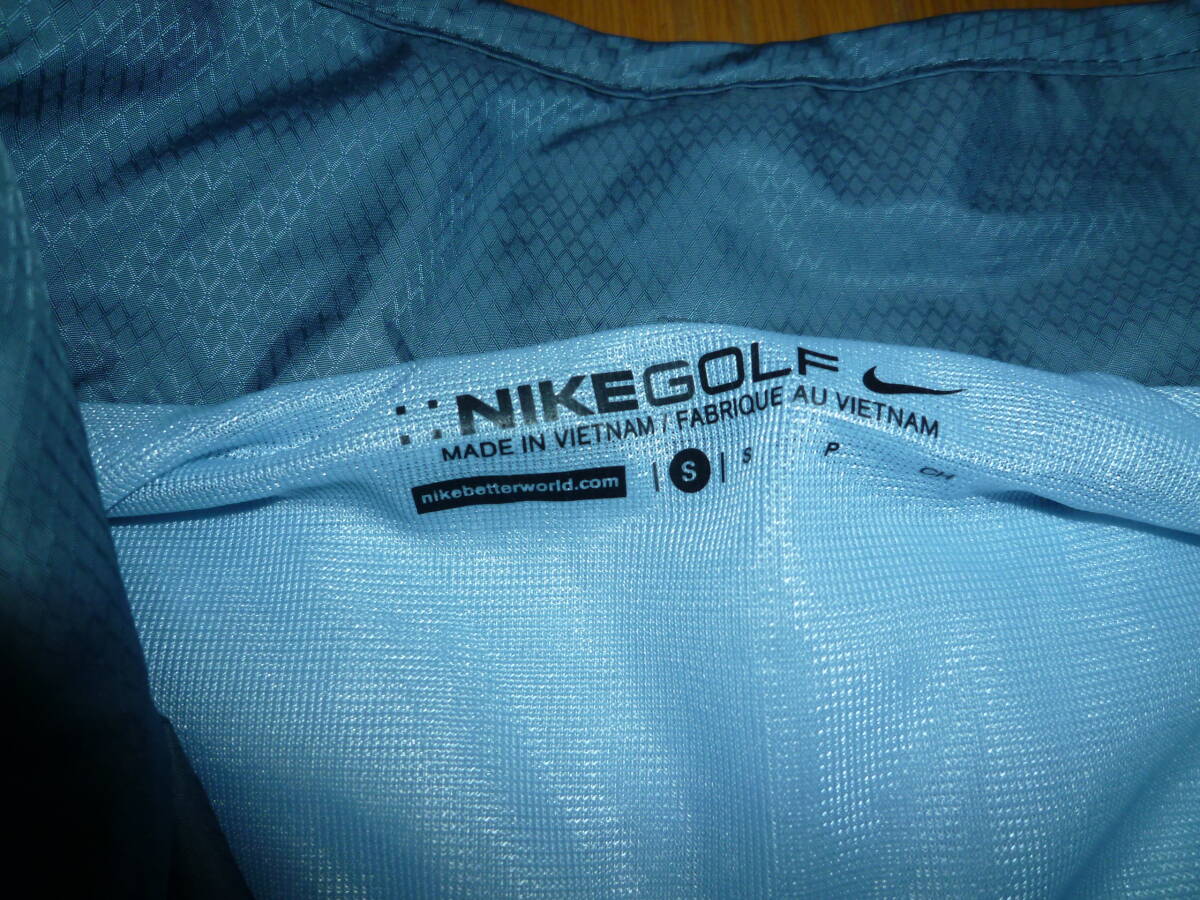 NIKEGOLF
MADE IN VIETNAM / FABRIQUE AU VIETNAM
nikebetterworld.com | S | S P CH